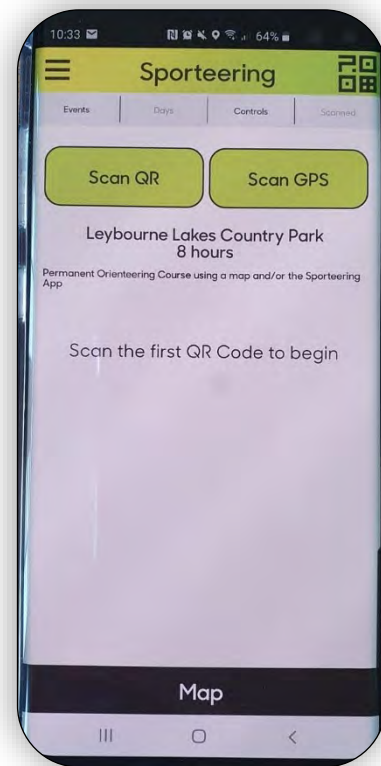 10:33 64%
Sporteering
Events Days Controls Scanned
Scan QR Scan GPS
Leybourne Lakes Country Park
8 hours
Permanent Orienteering Course using a map and/or the Sporteering
App
Scan the first QR Code to begin
Map